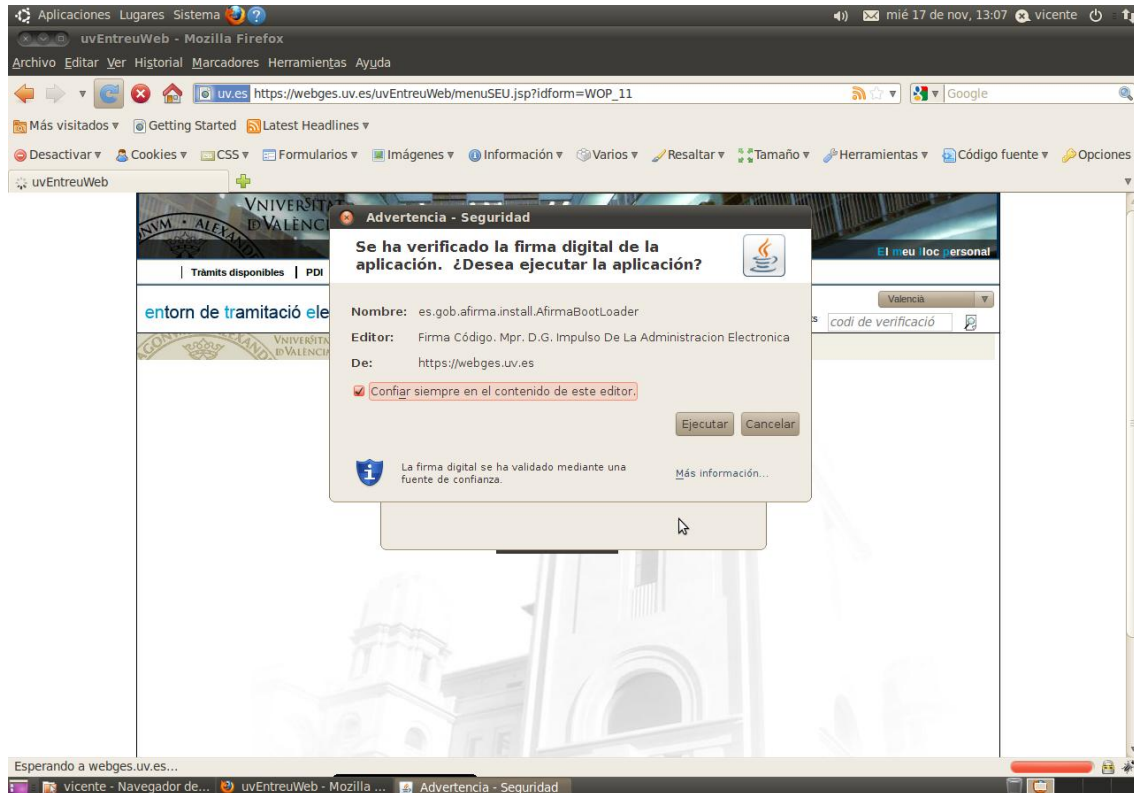 Aplicaciones Lugares Sistema mié 17 de nov, 13:07 vicente
uvEntreuWeb - Mozilla Firefox
Archivo Editar Ver Historial Marcadores Herramientas Ayuda
uv.es https://webges.uv.es/uvEntreuWeb/menuSEU.jsp?idform=WOP_11 Google
Más visitados Getting Started Latest Headlines
Desactivar Cookies CSS Formularios Imágenes Información Varios Resaltar Tamaño Herramientas Código fuente Opciones
uvEntreuWeb
VNIVERSITAT
ID VALÈNCI
El meu lloc personal
Tràmits disponibles PDI
entorn de tramitació ele
Valencià
codi de verificació
Advertencia - Seguridad
Se ha verificado la firma digital de la
aplicación. ¿Desea ejecutar la aplicación?
Nombre: es.gob.afirma.install.AfirmaBootLoader
Editor: Firma Código. Mpr. D.G. Impulso De La Administracion Electronica
De: https://webges.uv.es
Confiar siempre en el contenido de este editor.
Ejecutar Cancelar
La firma digital se ha validado mediante una
fuente de confianza.
Más información...
Esperando a webges.uv.es...
vicente - Navegador de... uvEntreuWeb - Mozilla ... Advertencia - Seguridad